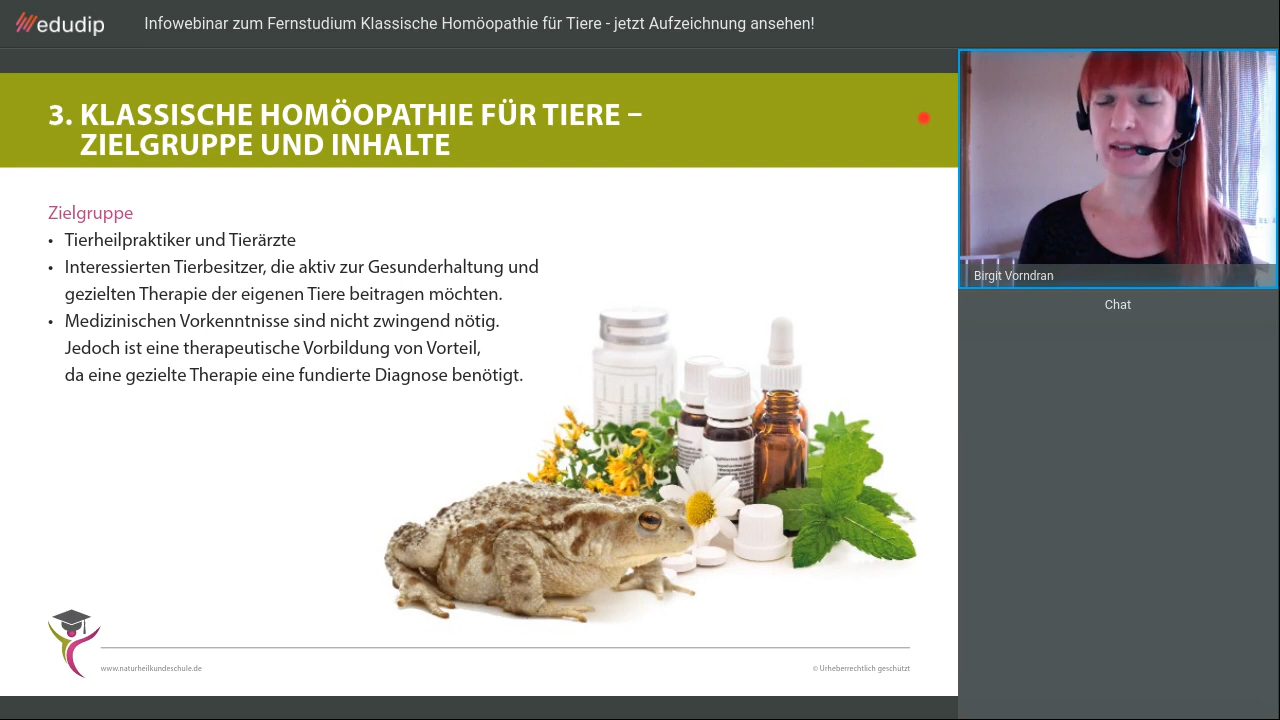 edudip
Infowebinar zum Fernstudium Klassische Homöopathie für Tiere - jetzt Aufzeichnung ansehen!
3. KLASSISCHE HOMÖOPATHIE FÜR TIERE –
ZIELGRUPPE UND INHALTE
Zielgruppe
• Tierheilpraktiker und Tierärzte
• Interessierten Tierbesitzer, die aktiv zur Gesunderhaltung und
gezielten Therapie der eigenen Tiere beitragen möchten.
• Medizinischen Vorkenntnisse sind nicht zwingend nötig.
Jedoch ist eine therapeutische Vorbildung von Vorteil,
da eine gezielte Therapie eine fundierte Diagnose benötigt.
www.naturheilkundeschule.de
© Urheberrechtlich geschützt
Birgit Vorndran
Chat